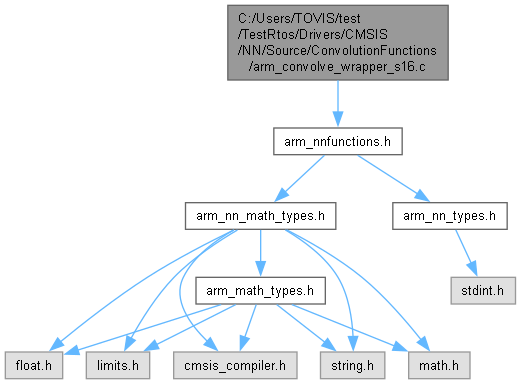 C:/Users/TOVIS/test
/TestRtos/Drivers/CMSIS
/NN/Source/ConvolutionFunctions
/arm_convolve_wrapper_s16.c
arm_nnfunctions.h
arm_nn_math_types.h
arm_nn_types.h
arm_math_types.h
stdint.h
float.h
limits.h
cmsis_compiler.h
string.h
math.h